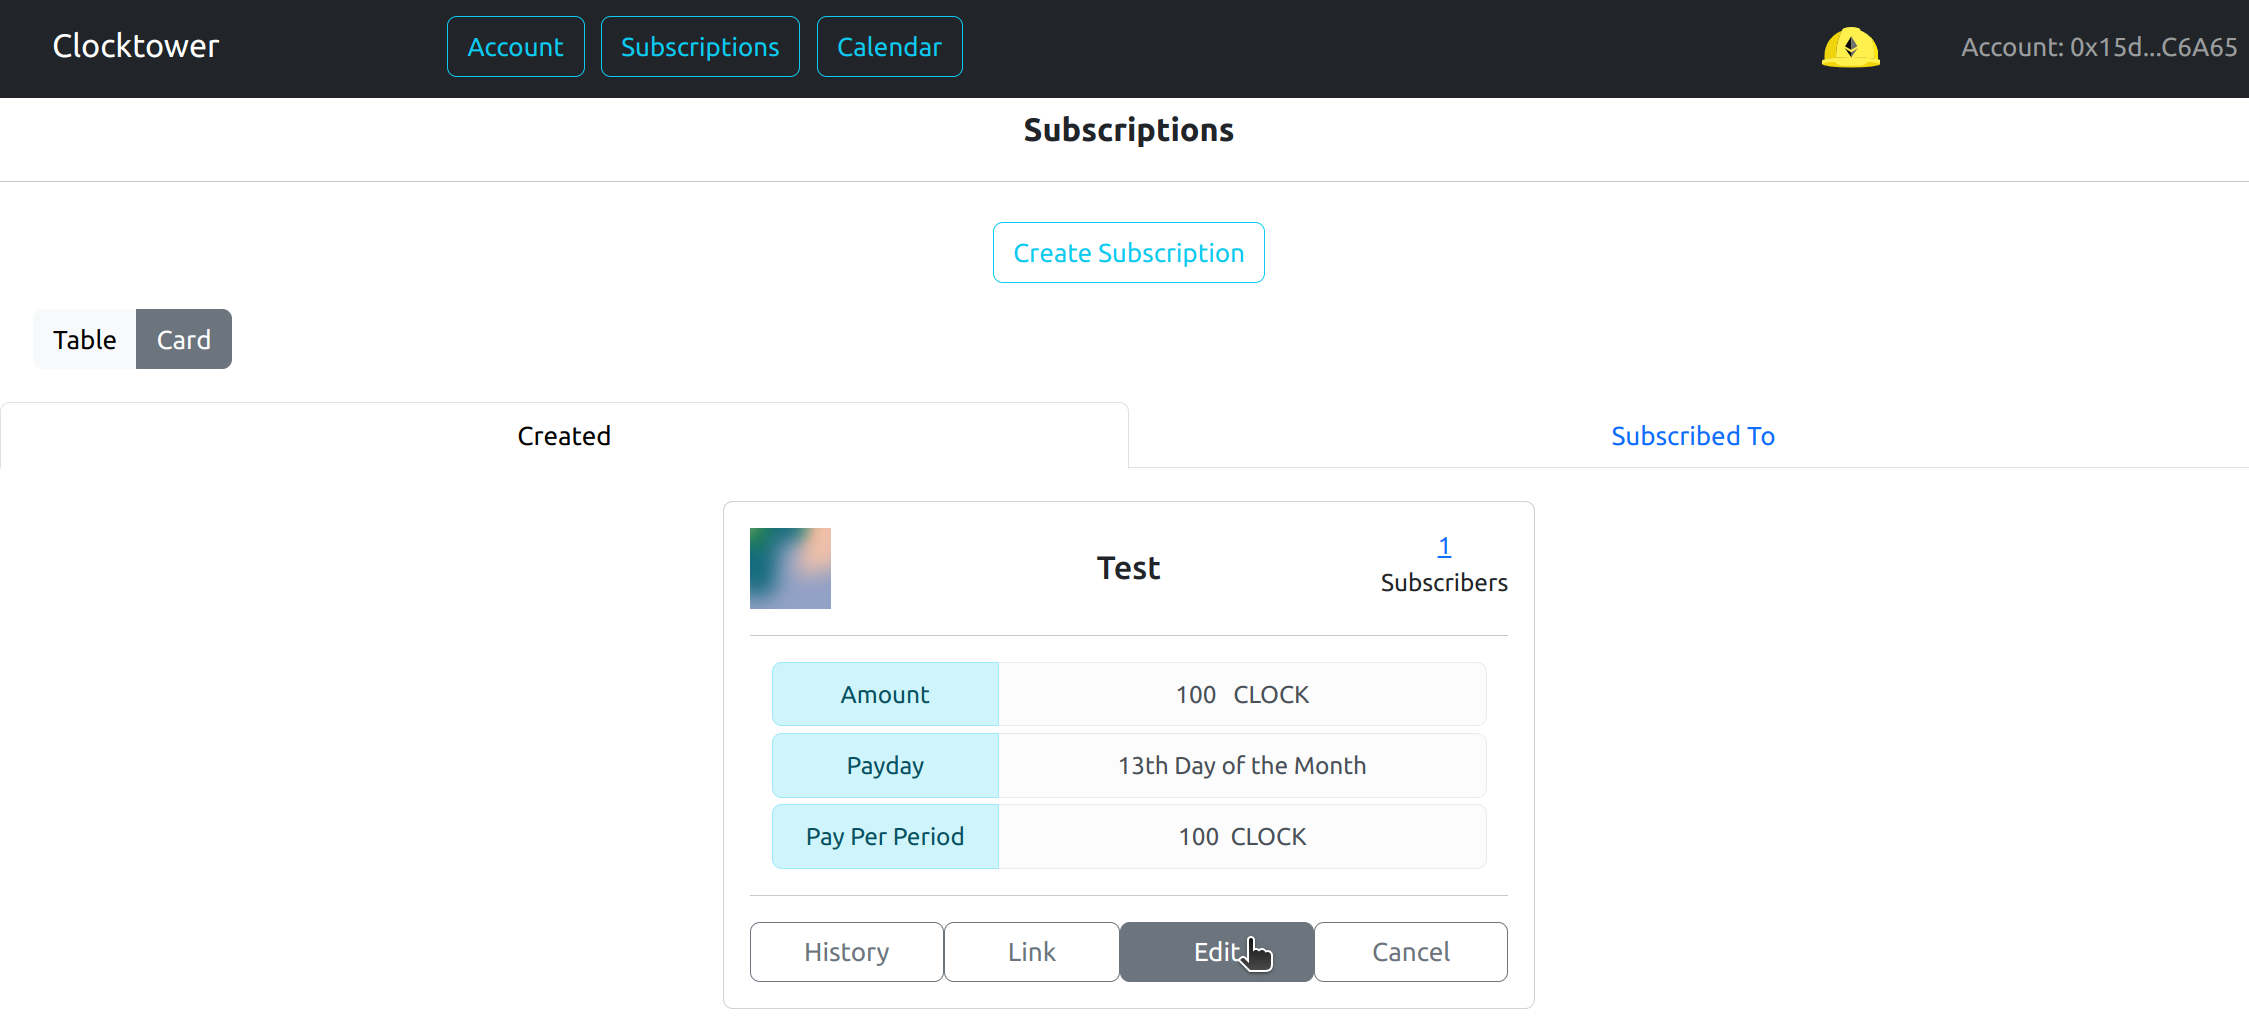 Clocktower Account Subscriptions Calendar Account: 0x15d...C6A65
Subscriptions
Create Subscription
Table Card
Created Subscribed To
Test
1
Subscribers
Amount 100 CLOCK
Payday 13th Day of the Month
Pay Per Period 100 CLOCK
History Link Edit Cancel